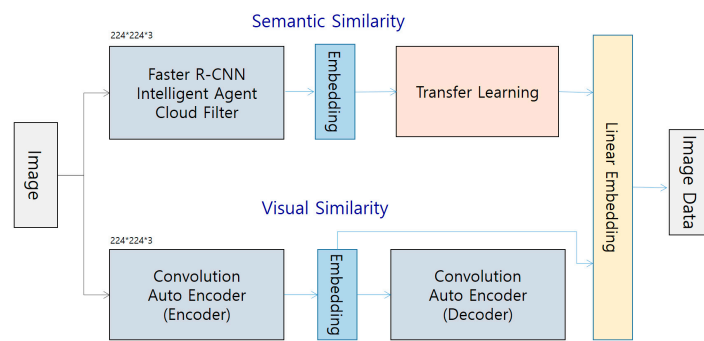 Semantic Similarity
224*224*3
Faster R-CNN
Intelligent Agent
Cloud Filter
Embedding
Transfer Learning
Image
Linear Embedding
Image Data
Visual Similarity
224*224*3
Convolution
Auto Encoder
(Encoder)
Embedding
Convolution
Auto Encoder
(Decoder)